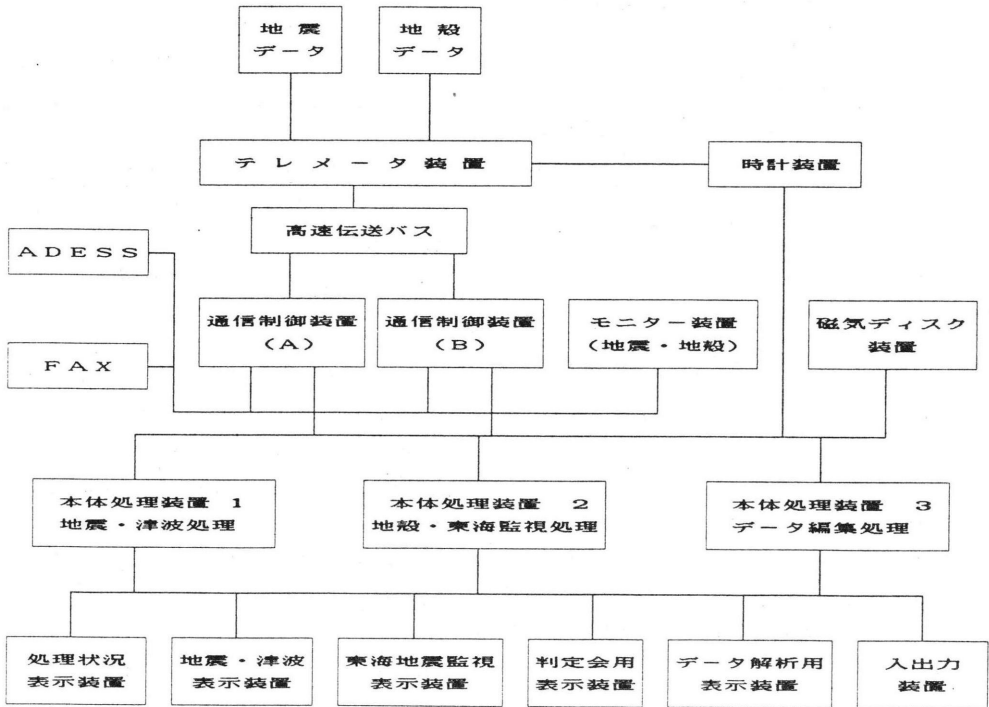 地震
データ
地殻
データ
テレメータ装置
時計装置
高速伝送バス
ADESS
通信制御装置
(A)
通信制御装置
(B)
モニター装置
(地震・地殻)
磁気ディスク
装置
FAX
本体処理装置 1
地震・津波処理
本体処理装置 2
地殻・東海監視処理
本体処理装置 3
データ編集処理
処理状況
表示装置
地震・津波
表示装置
東海地震監視
表示装置
判定会用
表示装置
データ解析用
表示装置
入出力
装置